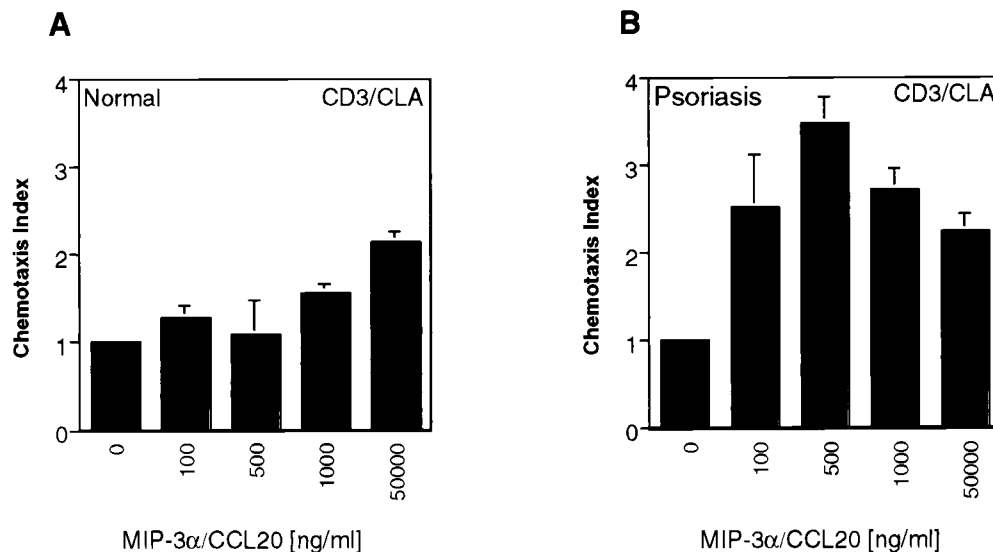 A
Normal
CD3/CLA
Chemotaxis Index
4
3
2
1
0
0
100
500
1000
50000
MIP-3α/CCL20 [ng/ml]
B
Psoriasis
CD3/CLA
Chemotaxis Index
4
3
2
1
0
0
100
500
1000
50000
MIP-3α/CCL20 [ng/ml]